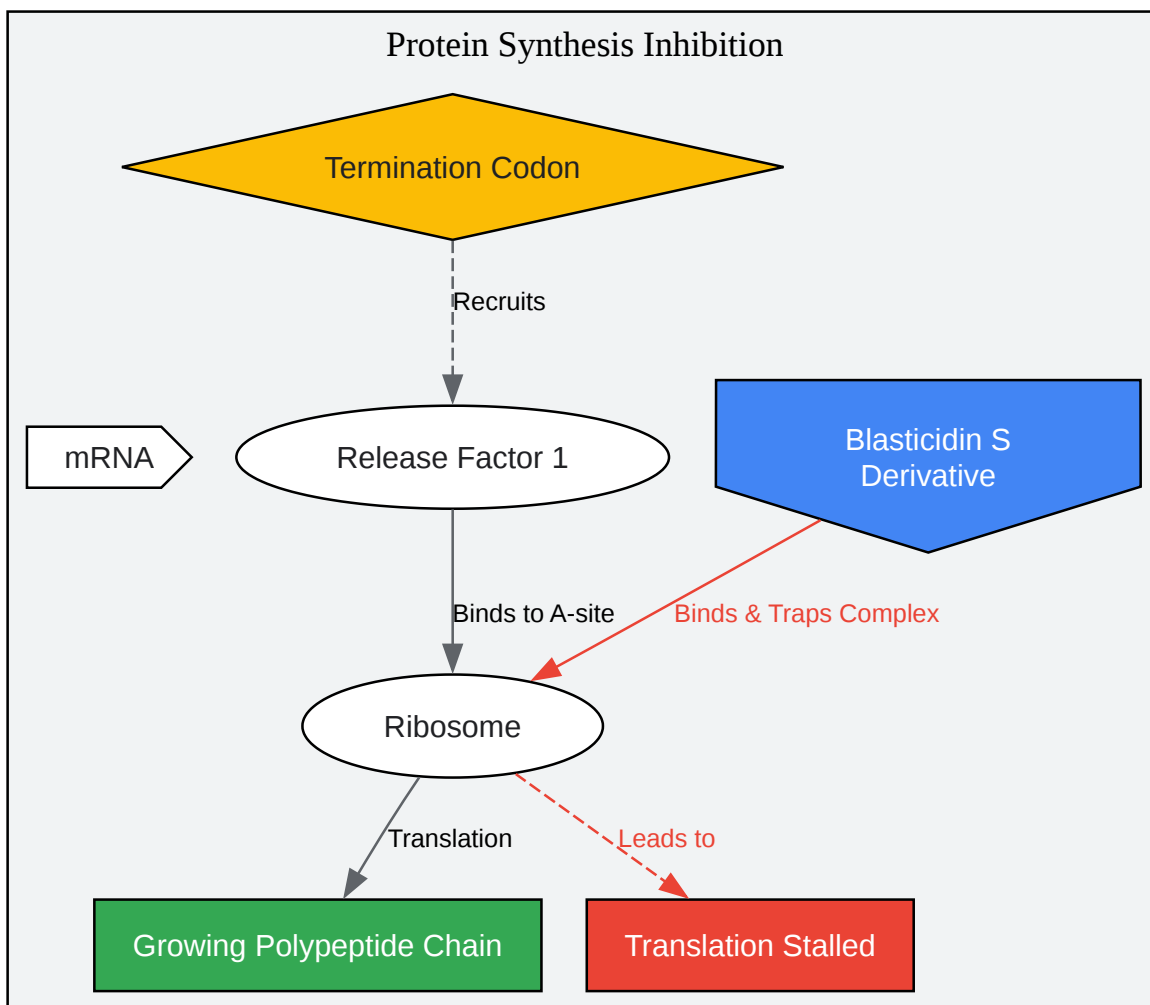 Protein Synthesis Inhibition
Termination Codon
Recruits
mRNA
Release Factor 1
Blasticidin S
Derivative
Binds to A-site
Binds & Traps Complex
Ribosome
Translation
Leads to
Growing Polypeptide Chain
Translation Stalled